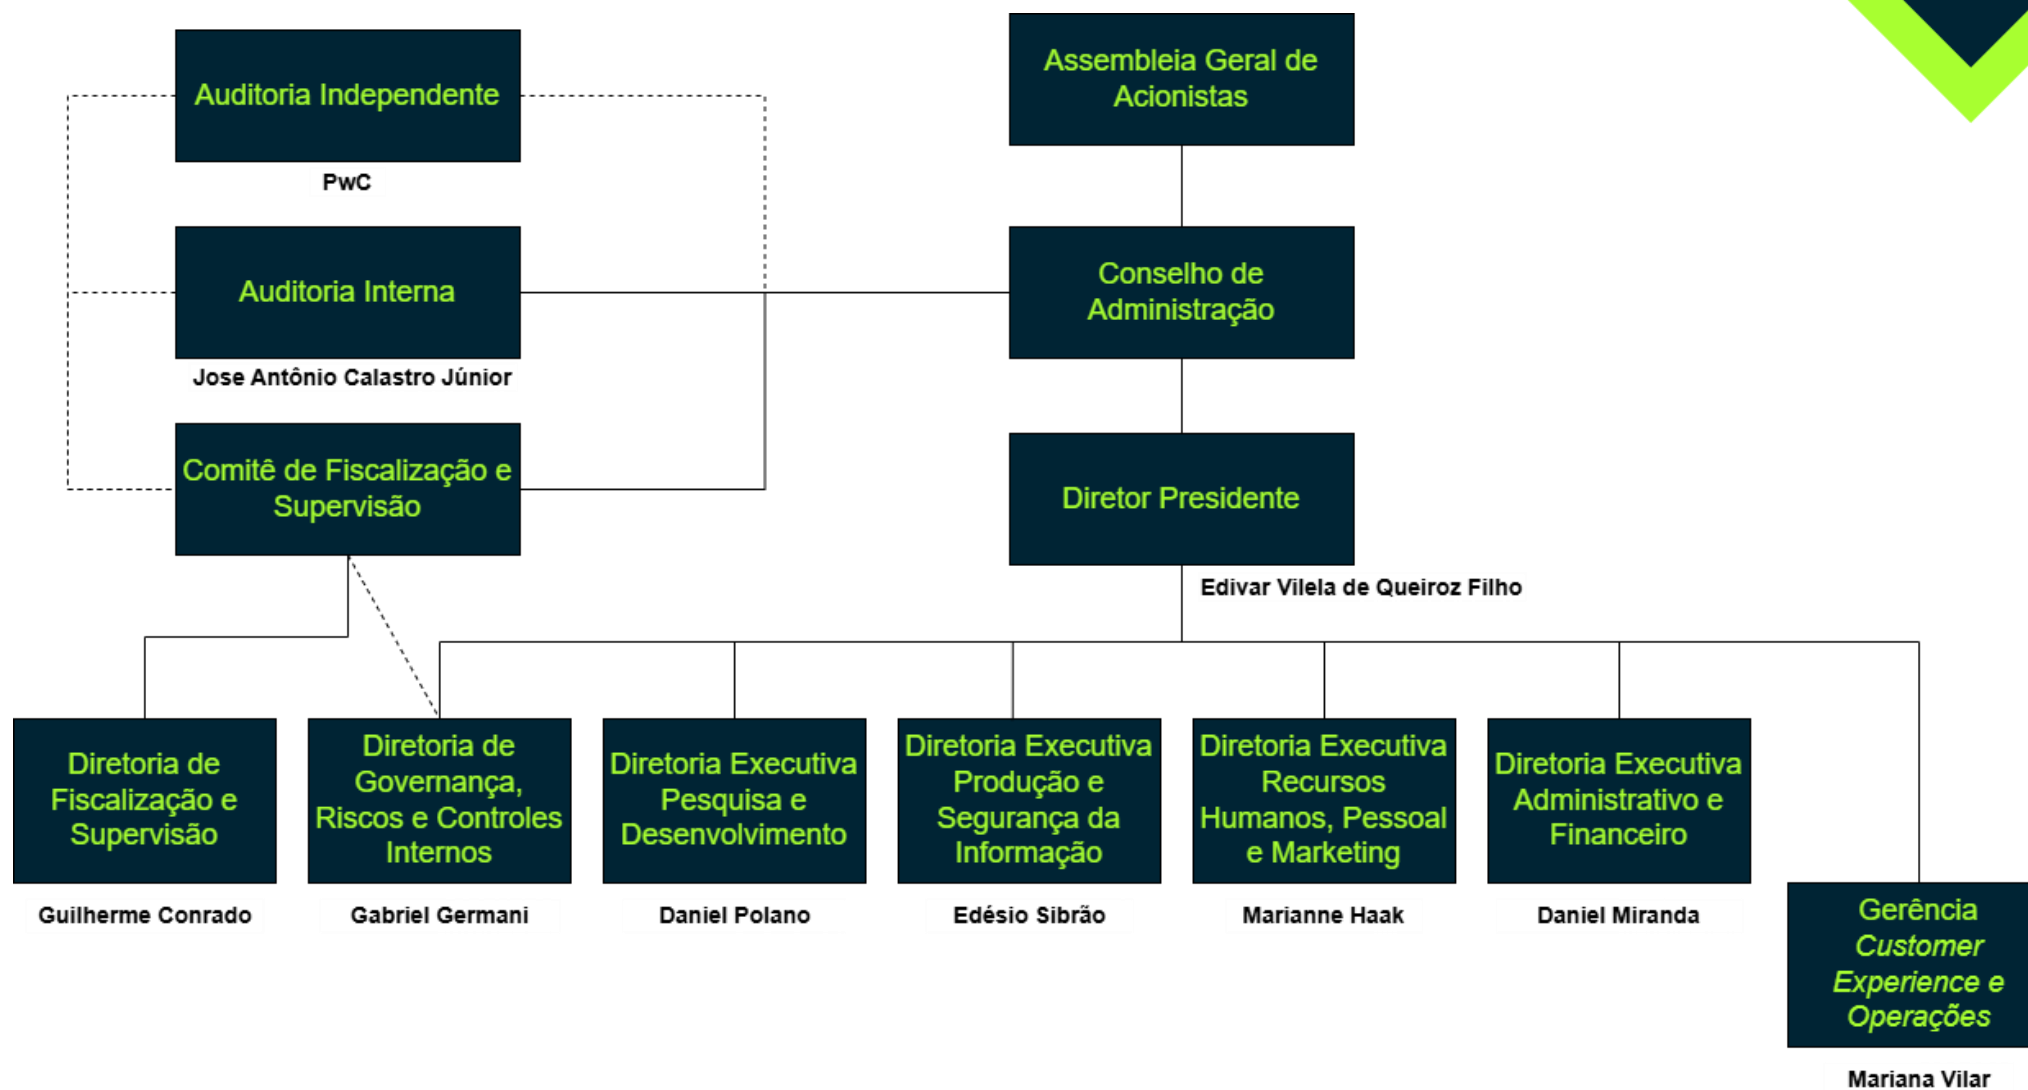 Auditoria Independente
PwC
Assembleia Geral de
Acionistas
Auditoria Interna
Jose Antônio Calastro Júnior
Conselho de
Administração
Comitê de Fiscalização e
Supervisão
Diretor Presidente
Edivar Vilela de Queiroz Filho
Diretoria de
Fiscalização e
Supervisão
Guilherme Conrado
Diretoria de
Governança,
Riscos e Controles
Internos
Gabriel Germani
Diretoria Executiva
Pesquisa e
Desenvolvimento
Daniel Polano
Diretoria Executiva
Produção e
Segurança da
Informação
Edésio Sibrão
Diretoria Executiva
Recursos
Humanos, Pessoal
e Marketing
Marianne Haak
Diretoria Executiva
Administrativo e
Financeiro
Daniel Miranda
Gerência
Customer
Experience e
Operações
Mariana Vilar